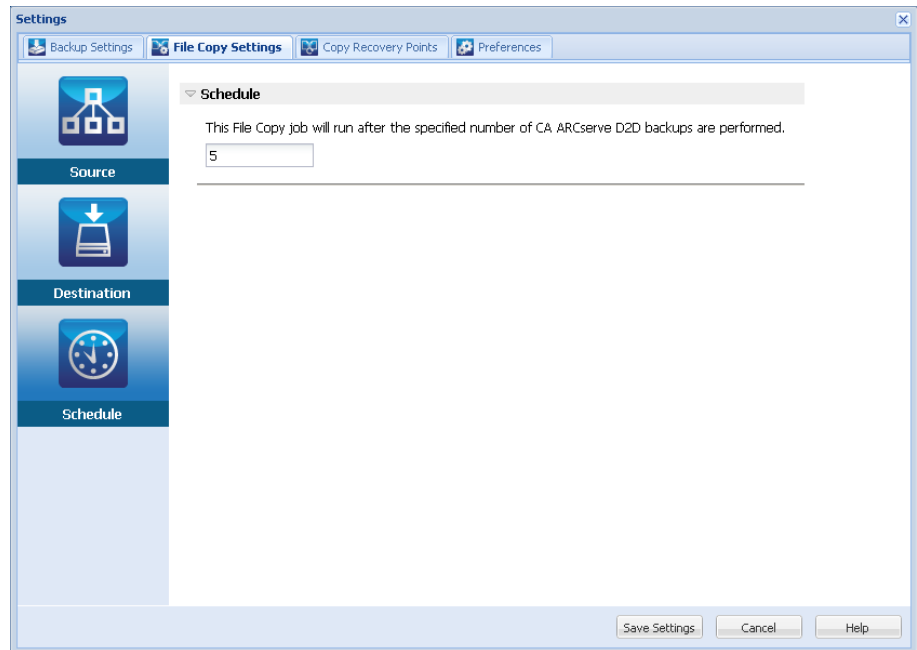 Settings
Backup Settings
File Copy Settings
Copy Recovery Points
Preferences
Source
Destination
Schedule
Schedule
This File Copy job will run after the specified number of CA ARCserve D2D backups are performed.
5
Save Settings
Cancel
Help